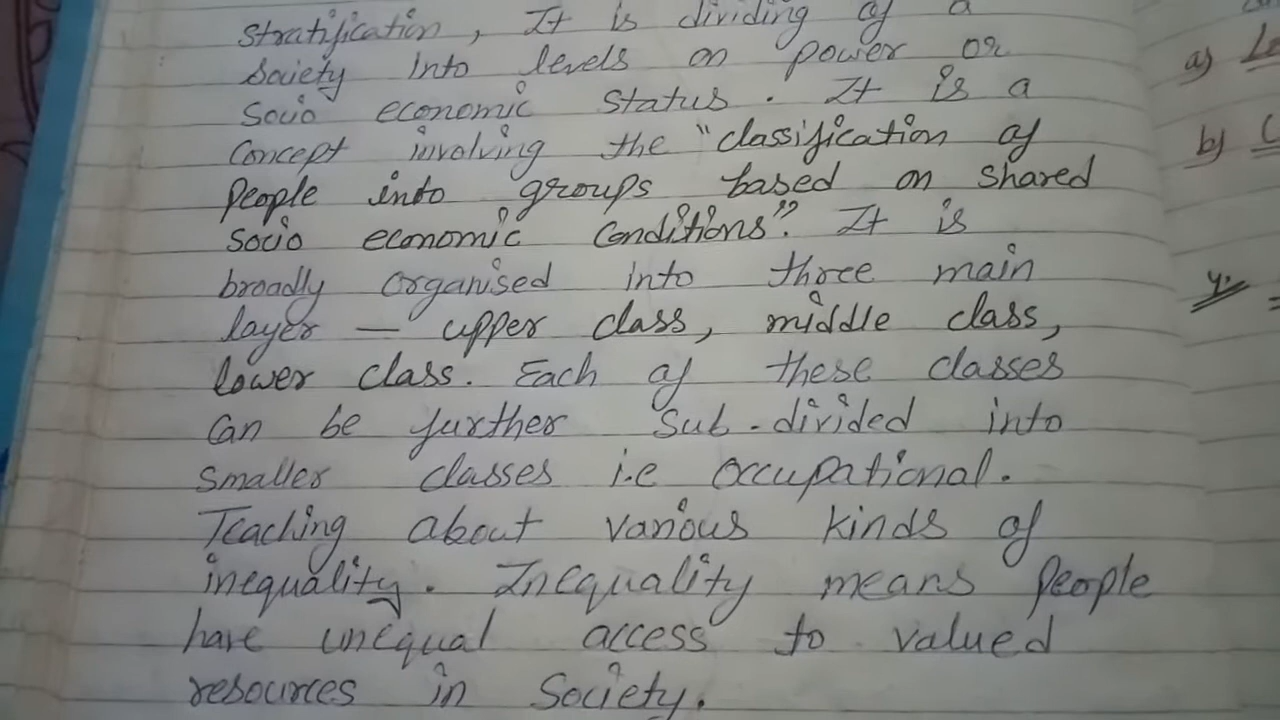 stratification, It is dividing of a
Society into levels on power or
Socio economic status. It is a
Concept involving the "classification of
People into groups based on shared
socio economic Conditions". It is
broadly organised into three main
layer — upper class, middle class,
lower class. Each of these classes
can be further sub-divided into
smaller classes i.e occupational.
Teaching about various kinds of
inequality. Inequality means people
have unequal access to valued
resources in Society.
a)
b)